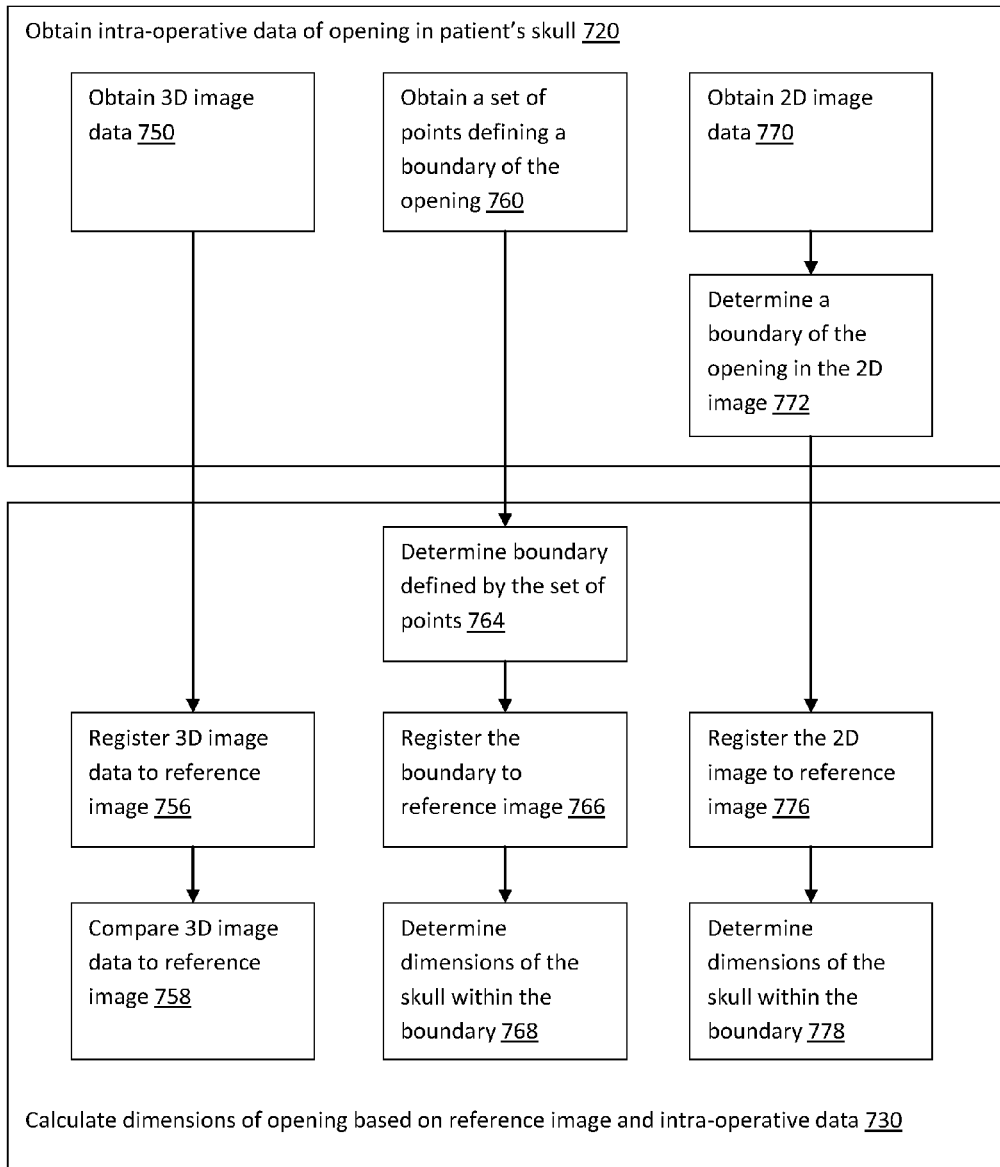 Obtain intra-operative data of opening in patient's skull 720
Obtain 3D image
data 750
Obtain a set of
points defining a
boundary of the
opening 760
Obtain 2D image
data 770
Determine a
boundary of the
opening in the 2D
image 772
Determine boundary
defined by the set of
points 764
Register 3D image
data to reference
image 756
Register the
boundary to
reference image 766
Register the 2D
image to reference
image 776
Compare 3D image
data to reference
image 758
Determine
dimensions of the
skull within the
boundary 768
Determine
dimensions of the
skull within the
boundary 778
Calculate dimensions of opening based on reference image and intra-operative data 730